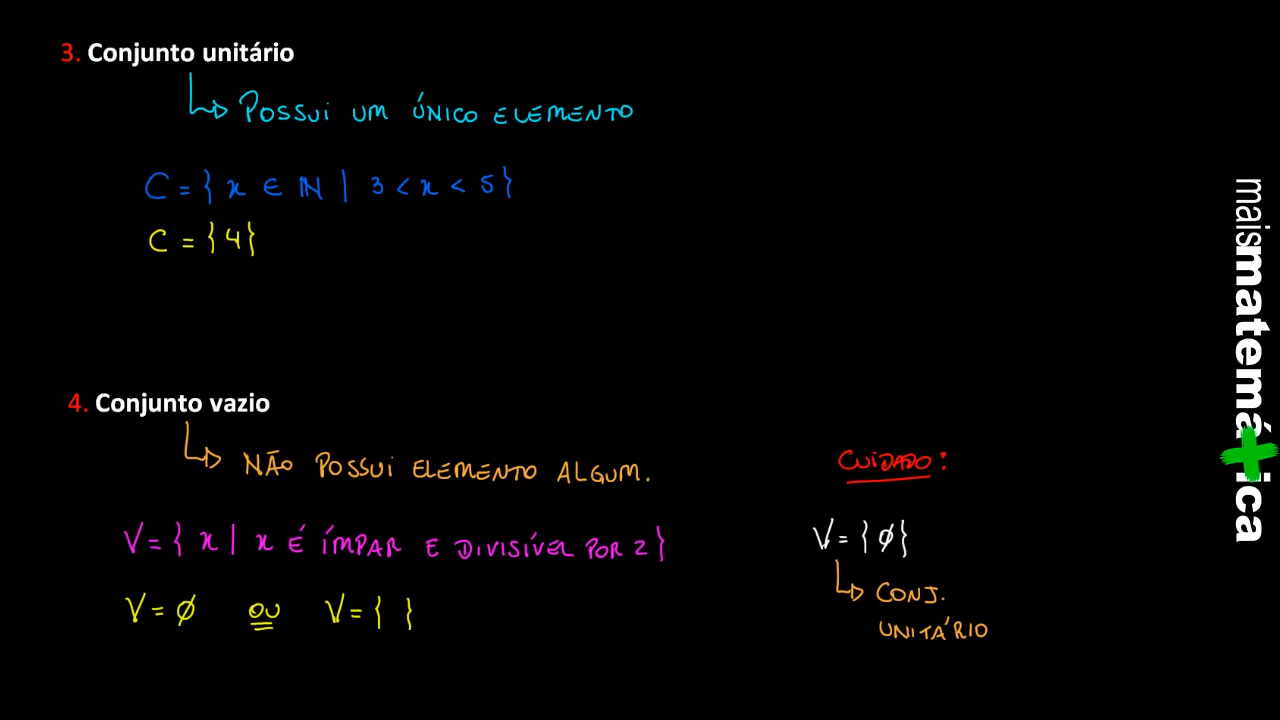 3. Conjunto unitário
POSSUI UM ÚNICO ELEMENTO
C = { x ∈ ℕ | 3 < x < 5 }
C = { 4 }
4. Conjunto vazio
NÃO POSSUI ELEMENTO ALGUM.
V = { x | x É ÍMPAR E DIVISÍVEL POR 2 }
V = ∅ OU V = { }
CUIDADO:
V = { ∅ }
CONJ.
UNITÁRIO
maismatemática